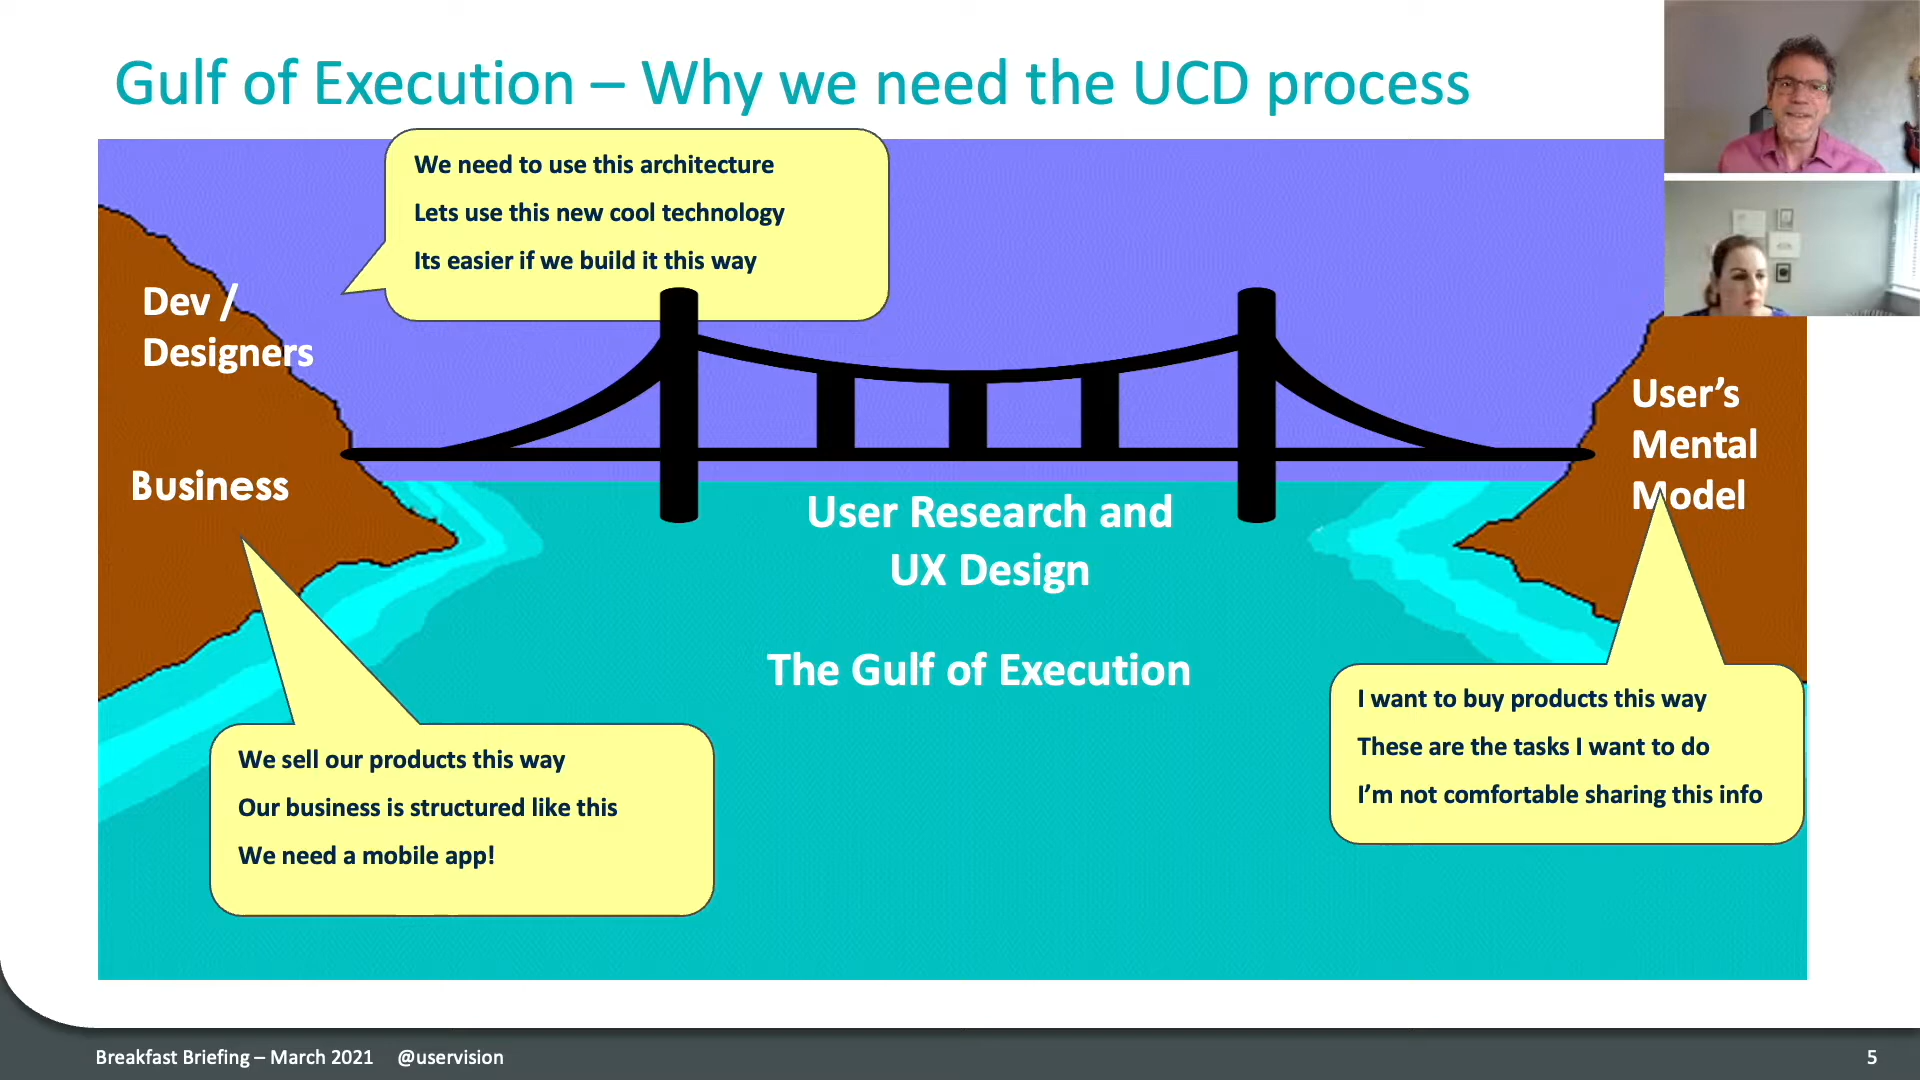 Gulf of Execution – Why we need the UCD process
We need to use this architecture
Lets use this new cool technology
Its easier if we build it this way
Dev /
Designers
Business
User's
Mental
Model
User Research and
UX Design
The Gulf of Execution
We sell our products this way
Our business is structured like this
We need a mobile app!
I want to buy products this way
These are the tasks I want to do
I'm not comfortable sharing this info
Breakfast Briefing – March 2021 @uservision
5